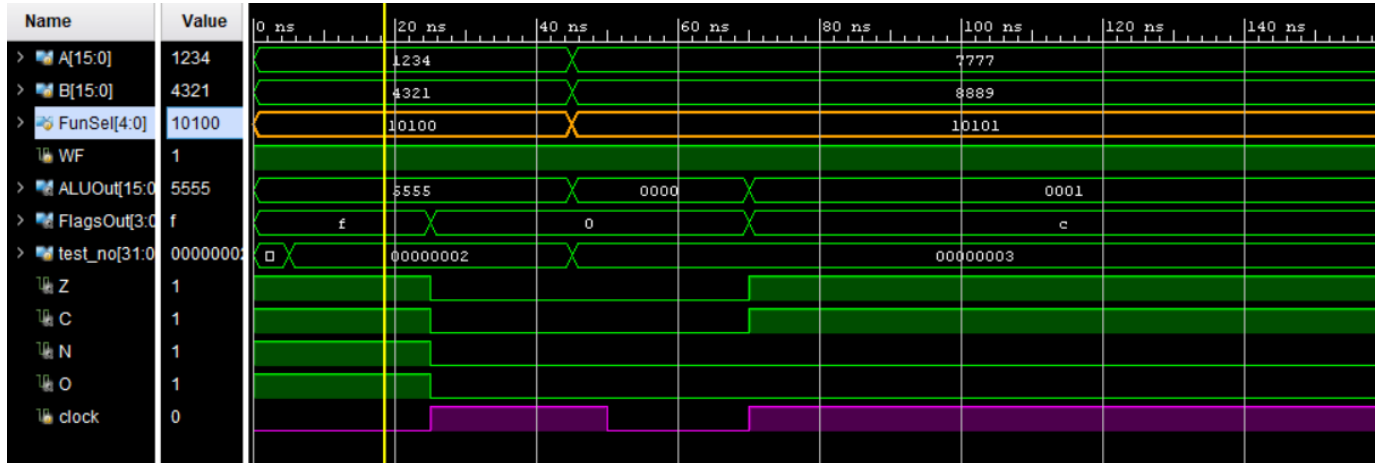 Name Value 0 ns 20 ns 40 ns 60 ns 80 ns 100 ns 120 ns 140 ns
A[15:0] 1234 1234 7777
B[15:0] 4321 4321 8889
FunSel[4:0] 10100 10100 10101
WF 1
ALUOut[15:0 5555 5555 0000 0001
FlagsOut[3:0 f f 0 c
test_no[31:0 00000002 00000002 00000003
Z 1
C 1
N 1
O 1
clock 0